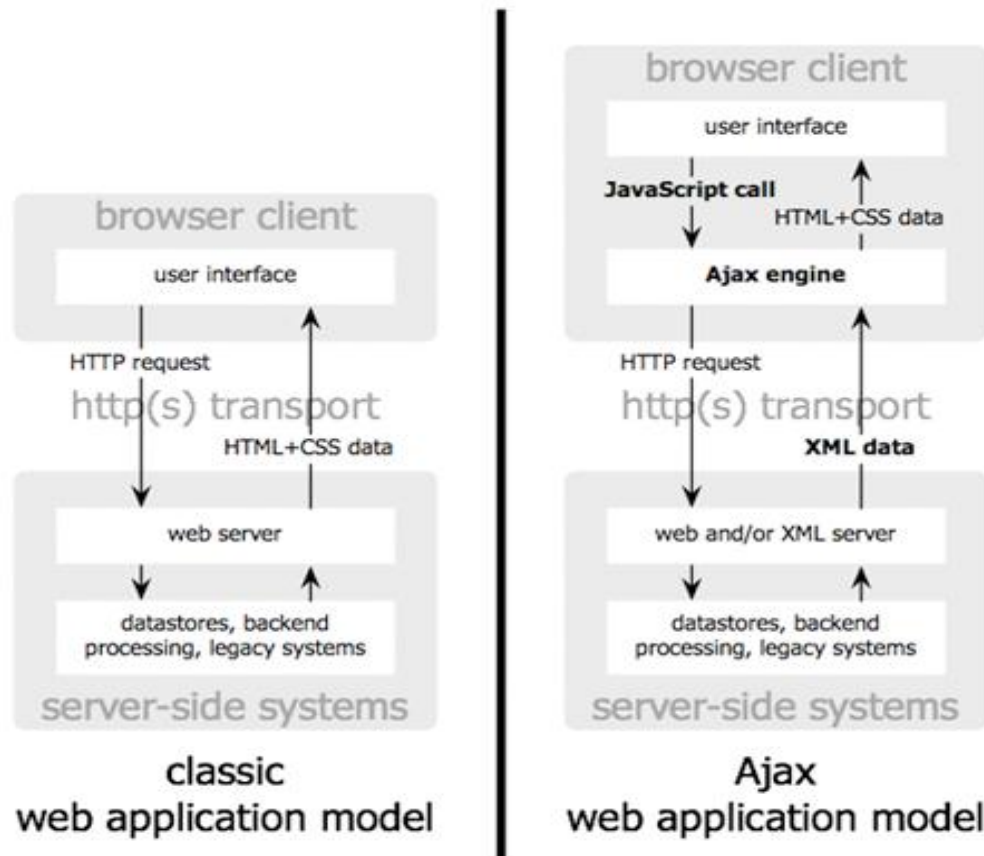 browser client
user interface
HTTP request
http(s) transport
HTML+CSS data
web server
datastores, backend
processing, legacy systems
server-side systems
classic
web application model
browser client
user interface
JavaScript call
HTML+CSS data
Ajax engine
HTTP request
http(s) transport
XML data
web and/or XML server
datastores, backend
processing, legacy systems
server-side systems
Ajax
web application model